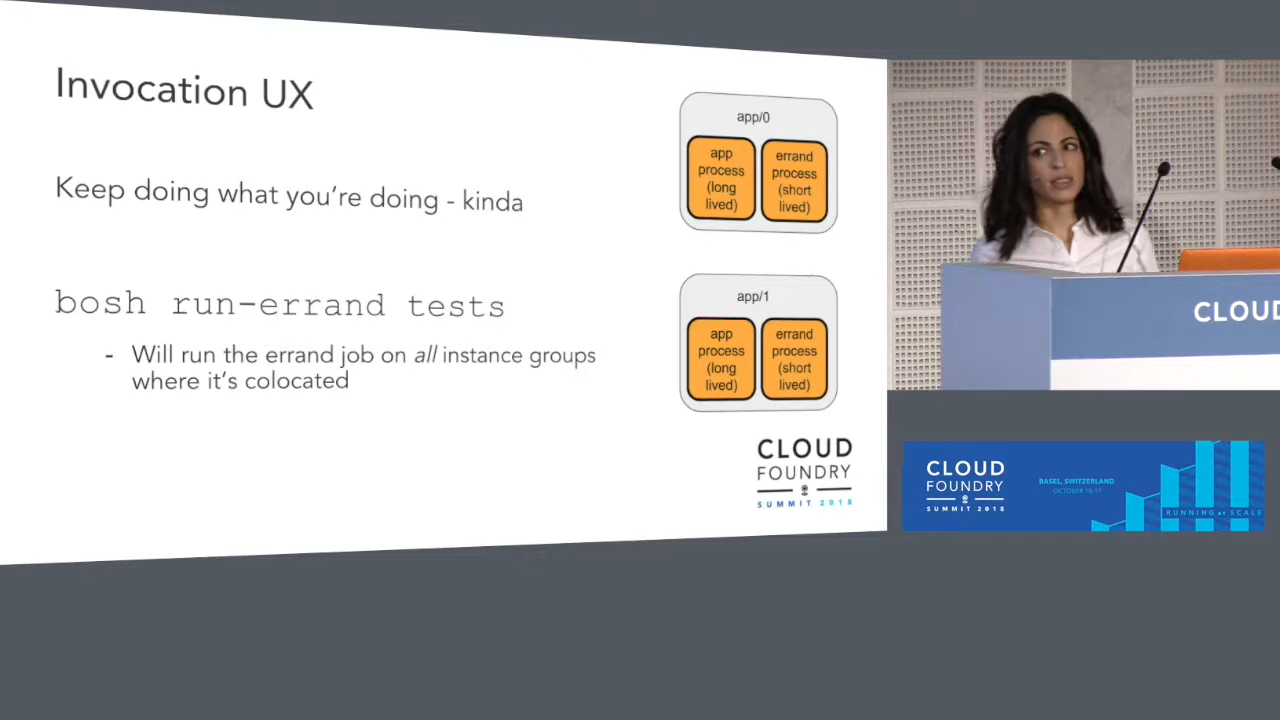 Invocation UX
Keep doing what you're doing - kinda
bosh run-errand tests
- Will run the errand job on all instance groups
where it's colocated
app/0
app
process
(long
lived)
errand
process
(short
lived)
app/1
app
process
(long
lived)
errand
process
(short
lived)
CLOUD
FOUNDRY
SUMMIT 2018
CLOUD
CLOUD
FOUNDRY
SUMMIT 2018
BASEL, SWITZERLAND
OCTOBER 10-11
RUNNING at SCALE